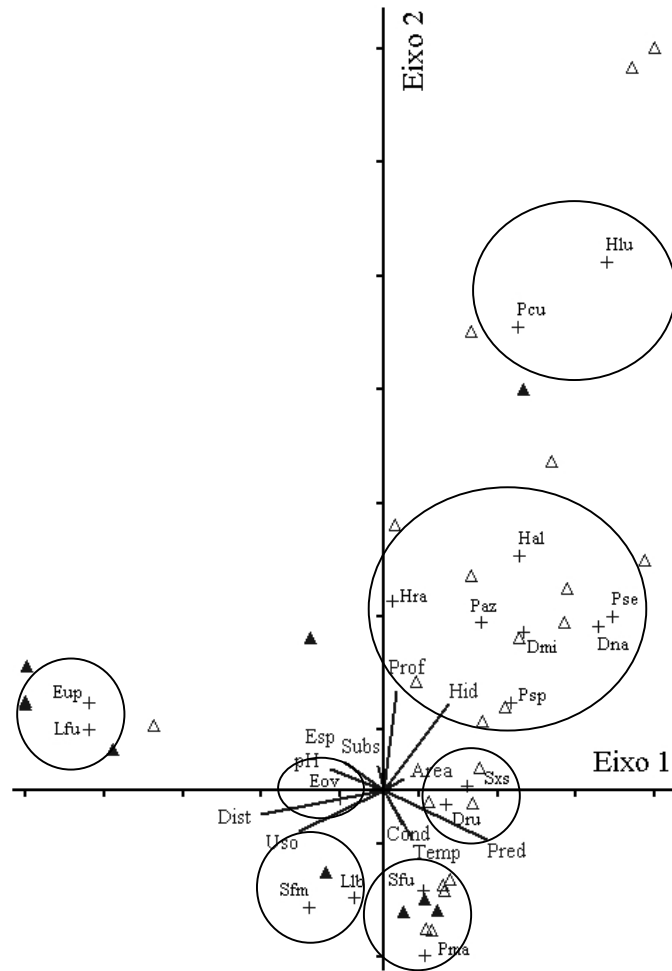 Eixo 2
Hlu
Pcu
Hal
Hra
Paz
Pse
Dmi
Dna
Prof
Psp
Eup
Hid
Lfu
Esp
Subs
pH
Eixo 1
Eov
Area
Sxs
Dist
Dru
Uso
Cond
Temp
Pred
Sfm
Llb
Sfu
Pma